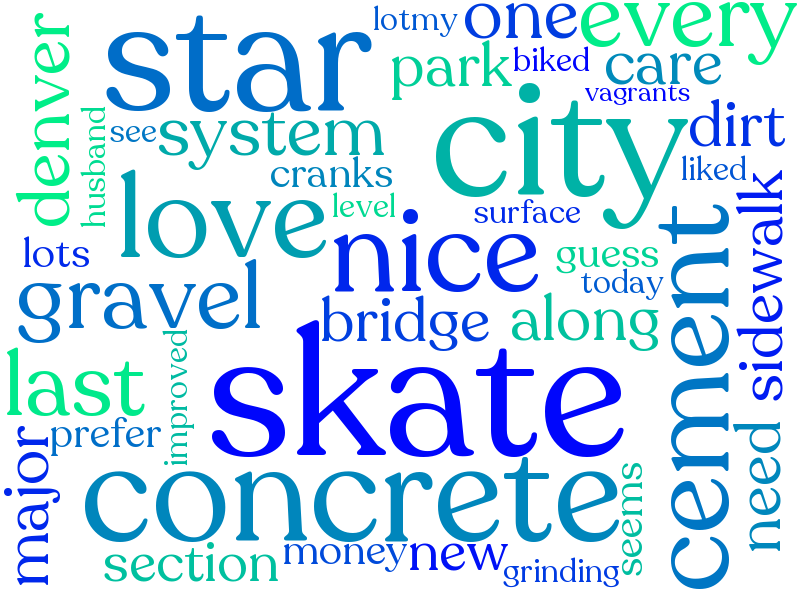 lotmy
one
every
star
park
biked
care
vagrants
denver
husband
see
system
city
dirt
cranks
liked
love
level
surface
lots
nice
guess
today
sidewalk
gravel
bridge
along
cement
last
improved
skate
prefer
major
concrete
need
seems
section
money
new
grinding